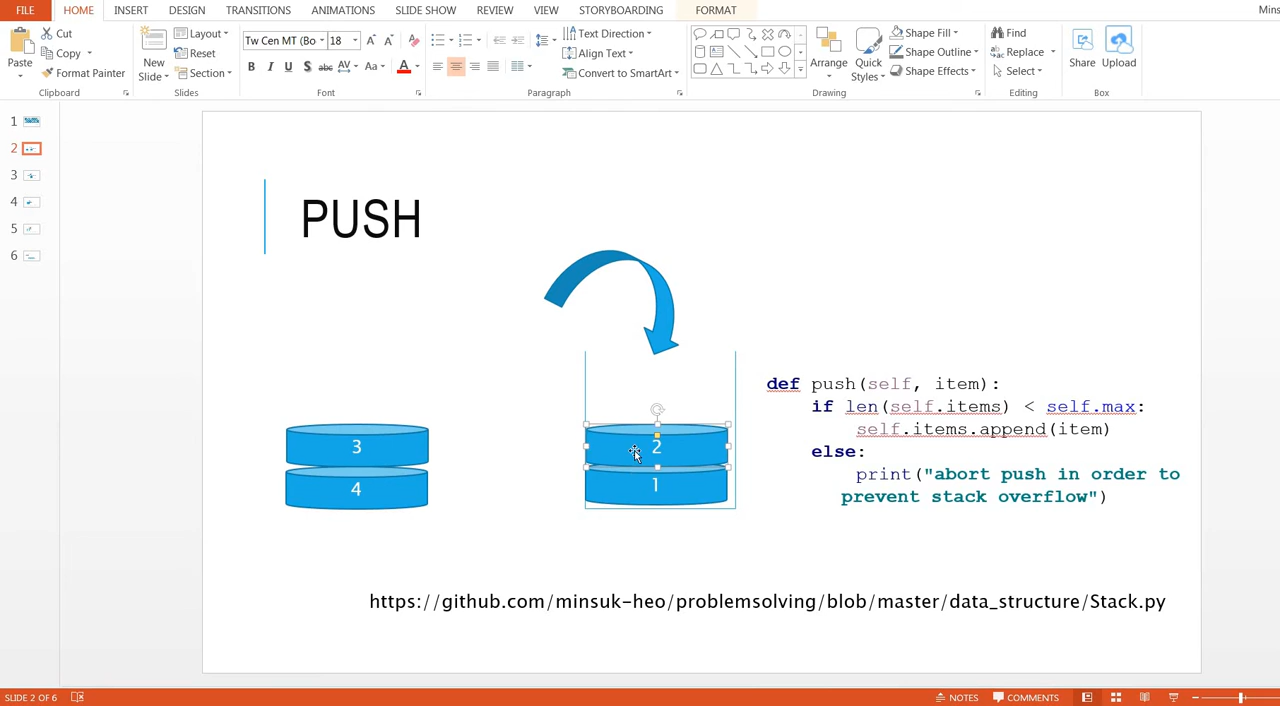 FILE HOME INSERT DESIGN TRANSITIONS ANIMATIONS SLIDE SHOW REVIEW VIEW STORYBOARDING FORMAT Mins
Paste Cut Copy Format Painter
Clipboard
New Slide Layout Reset Section
Slides
Tw Cen MT (Bo 18
B I U S abc AV Aa A
Font
Text Direction
Align Text
Convert to SmartArt
Paragraph
Arrange Quick Styles
Shape Fill
Shape Outline
Shape Effects
Drawing
Find
Replace
Select
Editing
Share Upload
Box
1
2
3
4
5
6
PUSH
3
4
2
1
def push(self, item):
if len(self.items) < self.max:
self.items.append(item)
else:
print("abort push in order to
prevent stack overflow")
https://github.com/minsuk-heo/problemsolving/blob/master/data_structure/Stack.py
SLIDE 2 OF 6 NOTES COMMENTS